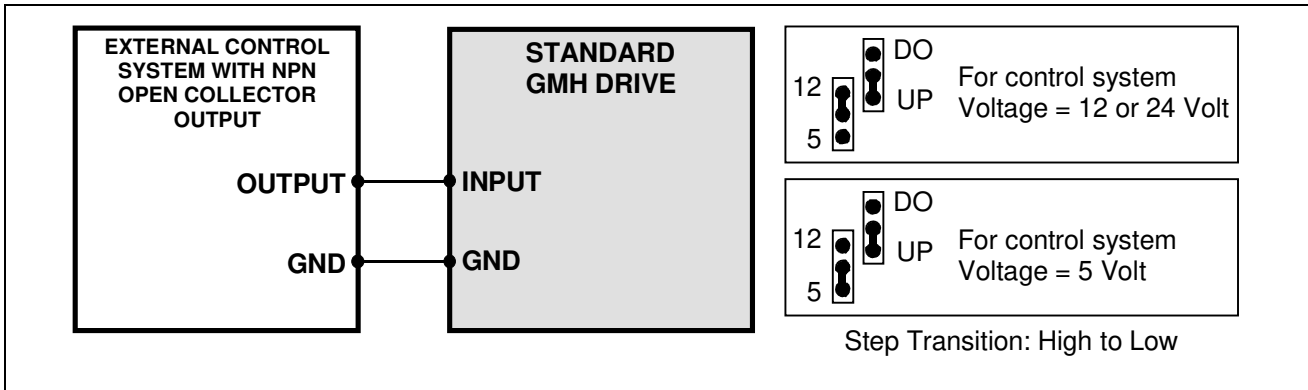 EXTERNAL CONTROL
SYSTEM WITH NPN
OPEN COLLECTOR
OUTPUT
OUTPUT
GND
STANDARD
GMH DRIVE
INPUT
GND
DO
12
UP
5
For control system
Voltage = 12 or 24 Volt
DO
12
UP
5
For control system
Voltage = 5 Volt
Step Transition: High to Low